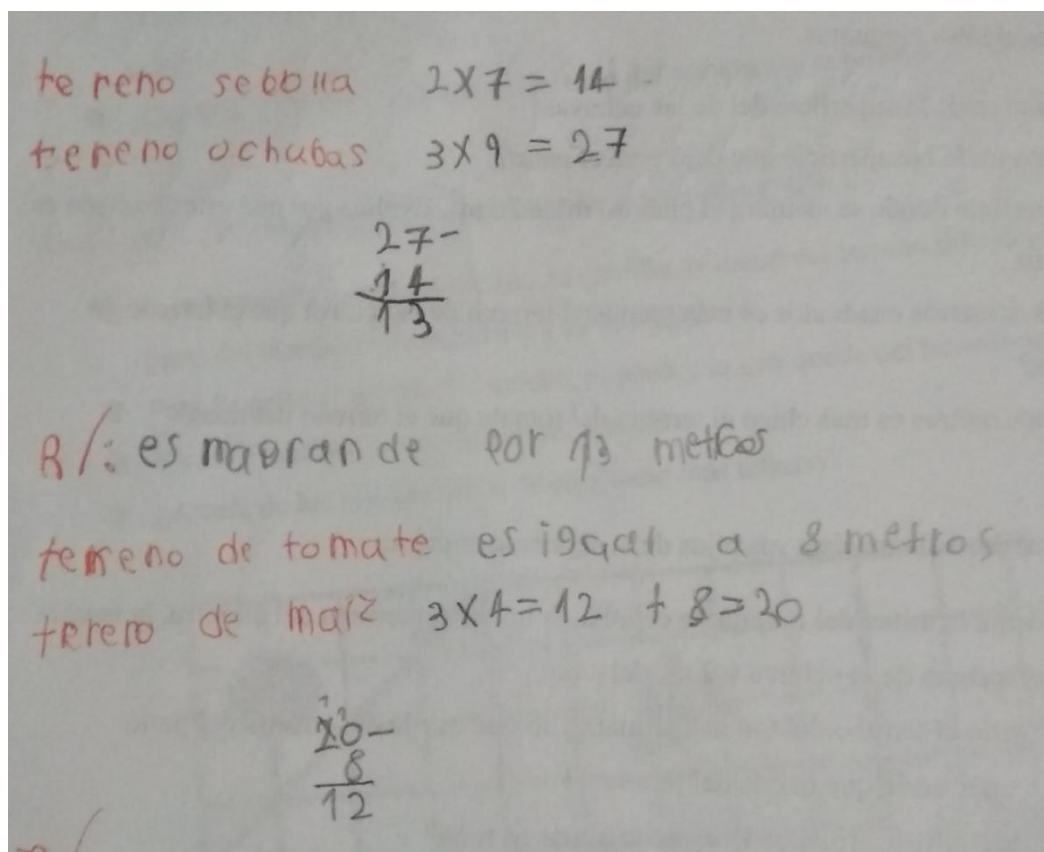 te reno sebolla 2X7=14
tereno ochubas 3X9=27
27-
14
13
R/: es maorande por 13 metros
terreno de tomate es igual a 8 metros
terero de maiz 3X4=12 + 8=20
20-
8
12